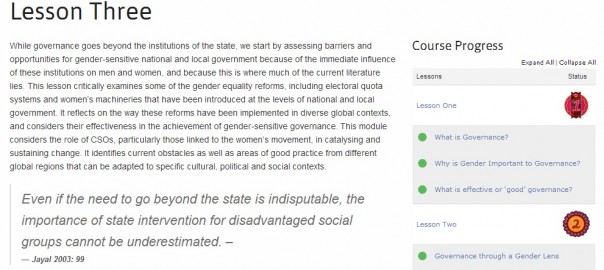 Lesson Three
While governance goes beyond the institutions of the state, we start by assessing barriers and
opportunities for gender-sensitive national and local government because of the immediate influence
of these institutions on men and women, and because this is where much of the current literature
lies. This lesson critically examines some of the gender equality reforms, including electoral quota
systems and women's machineries that have been introduced at the levels of national and local
government. It reflects on the way these reforms have been implemented in diverse global contexts,
and considers their effectiveness in the achievement of gender-sensitive governance. This module
considers the role of CSOs, particularly those linked to the women's movement, in catalysing and
sustaining change. It identifies current obstacles as well as areas of good practice from different
global regions that can be adapted to specific cultural, political and social contexts.
Even if the need to go beyond the state is indisputable, the
importance of state intervention for disadvantaged social
groups cannot be underestimated. –
— Jayal 2003: 99
Course Progress
Expand All | Collapse All
Lessons Status
Lesson One 1
What is Governance?
Why is Gender Important to Governance?
What is effective or 'good' governance?
Lesson Two 2
Governance through a Gender Lens